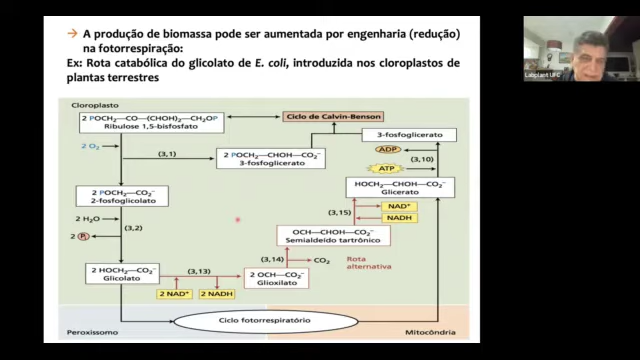 → A produção de biomassa pode ser aumentada por engenharia (redução)
na fotorrespiração:
Ex: Rota catabólica do glicolato de E. coli, introduzida nos cloroplastos de
plantas terrestres
Labplant UFC
Cloroplasto
2 POCH₂—CO—(CHOH)₂—CH₂OP
Ribulose 1,5-bisfosfato
Ciclo de Calvin-Benson
3-fosfoglicerato
2 O₂
(3,1)
2 POCH₂—CHOH—CO₂⁻
3-fosfoglicerato
ADP
(3,10)
ATP
2 POCH₂—CO₂⁻
2-fosfoglicolato
HOCH₂—CHOH—CO₂⁻
Glicerato
2 H₂O
(3,2)
2 Pᵢ
(3,15)
NAD⁺
NADH
OCH—CHOH—CO₂⁻
Semialdeído tartrônico
(3,14)
CO₂
Rota
alternativa
2 HOCH₂—CO₂⁻
Glicolato
(3,13)
2 OCH—CO₂⁻
Glioxilato
2 NAD⁺
2 NADH
Ciclo fotorrespiratório
Peroxissomo
Mitocôndria